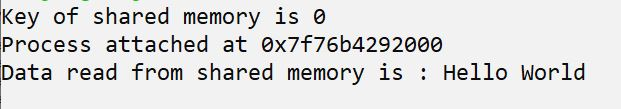 Key of shared memory is 0
Process attached at 0x7f76b4292000
Data read from shared memory is : Hello World